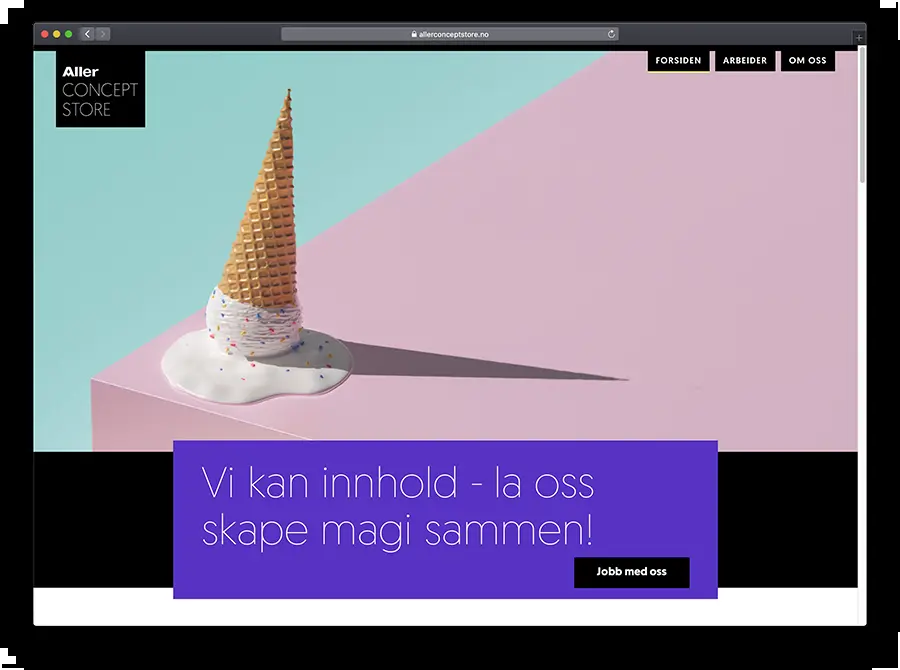 allerconceptstore.no
Aller
CONCEPT
STORE
FORSIDEN
ARBEIDER
OM OSS
Vi kan innhold - la oss
skape magi sammen!
Jobb med oss